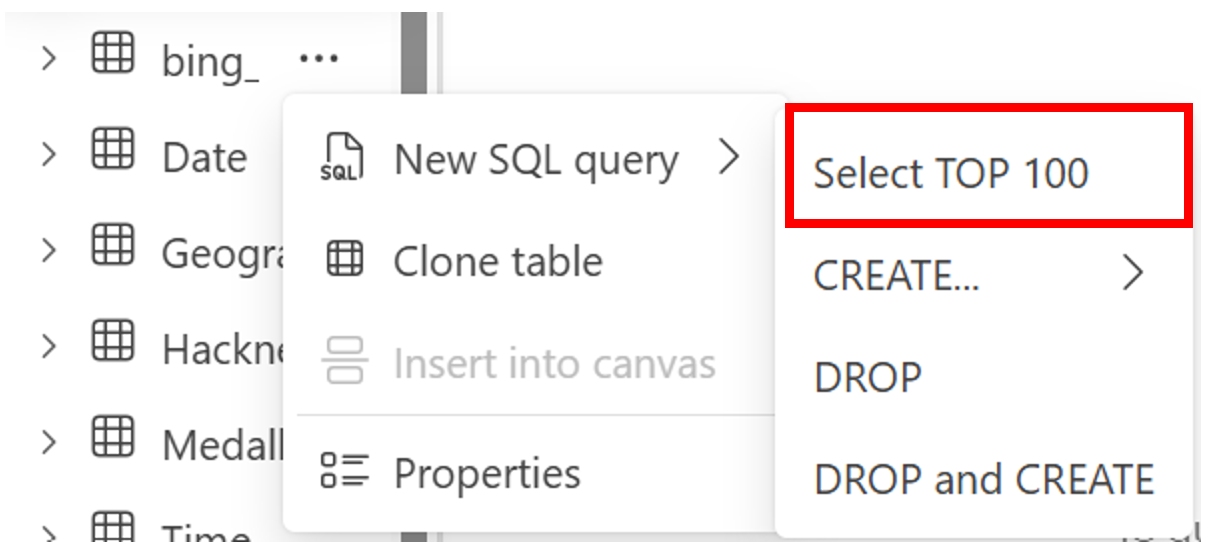 bing_ ...
Date
Geogra
Hackne
Medall
Time
SQL New SQL query
Clone table
Insert into canvas
Properties
Select TOP 100
CREATE...
DROP
DROP and CREATE